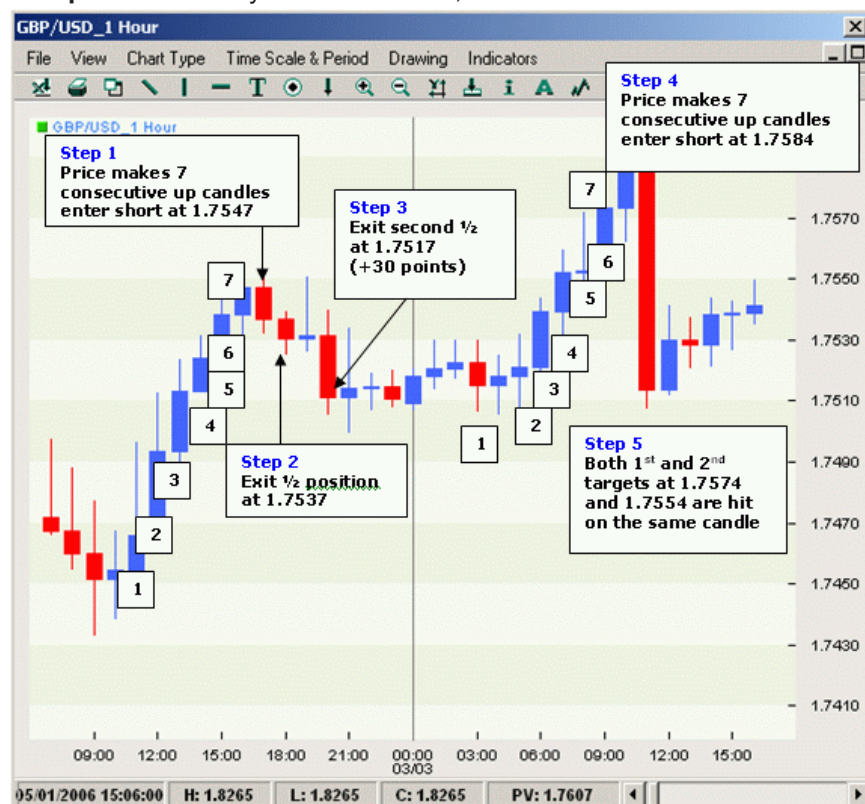 GBP/USD_1 Hour
File View Chart Type Time Scale & Period Drawing Indicators
GBP/USD_1 Hour
Step 1
Price makes 7
consecutive up candles
enter short at 1.7547
Step 3
Exit second ½
at 1.7517
(+30 points)
Step 4
Price makes 7
consecutive up candles
enter short at 1.7584
Step 2
Exit ½ position
at 1.7537
Step 5
Both 1st and 2nd
targets at 1.7574
and 1.7554 are hit
on the same candle
1
2
3
4
5
6
7
1
2
3
4
5
6
7
1.7570
1.7550
1.7530
1.7510
1.7490
1.7470
1.7450
1.7430
1.7410
09:00 12:00 15:00 18:00 21:00 00:00 03:00 06:00 09:00 12:00 15:00
03/03
05/01/2006 15:06:00 H: 1.8265 L: 1.8265 C: 1.8265 PV: 1.7607